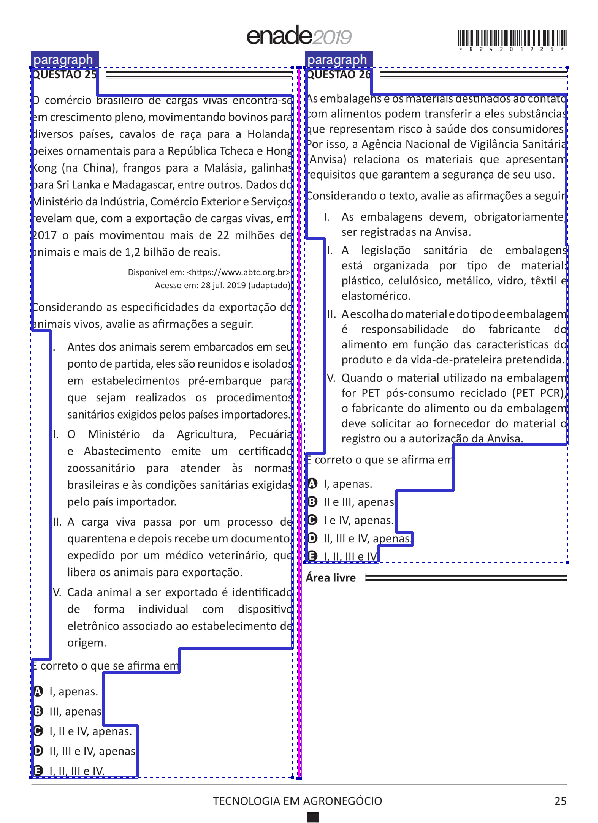 enade2019
paragraph
QUESTÃO 25
O comércio brasileiro de cargas vivas encontra-se
em crescimento pleno, movimentando bovinos para
diversos países, cavalos de raça para a Holanda,
peixes ornamentais para a República Tcheca e Hong
Kong (na China), frangos para a Malásia, galinhas
para Sri Lanka e Madagascar, entre outros. Dados do
Ministério da Indústria, Comércio Exterior e Serviços
revelam que, com a exportação de cargas vivas, em
2017 o país movimentou mais de 22 milhões de
animais e mais de 1,2 bilhão de reais.
Disponível em: <https://www.abtc.org.br>.
Acesso em: 28 jul. 2019 (adaptado).
Considerando as especificidades da exportação de
animais vivos, avalie as afirmações a seguir.
I. Antes dos animais serem embarcados em seu
ponto de partida, eles são reunidos e isolados
em estabelecimentos pré-embarque para
que sejam realizados os procedimentos
sanitários exigidos pelos países importadores.
II. O Ministério da Agricultura, Pecuária
e Abastecimento emite um certificado
zoossanitário para atender às normas
brasileiras e às condições sanitárias exigidas
pelo país importador.
III. A carga viva passa por um processo de
quarentena e depois recebe um documento,
expedido por um médico veterinário, que
libera os animais para exportação.
IV. Cada animal a ser exportado é identificado
de forma individual com dispositivo
eletrônico associado ao estabelecimento de
origem.
É correto o que se afirma em
A I, apenas.
B III, apenas.
C I, II e IV, apenas.
D II, III e IV, apenas.
E I, II, III e IV.
paragraph
QUESTÃO 26
As embalagens e os materiais destinados ao contato
com alimentos podem transferir a eles substâncias
que representam risco à saúde dos consumidores.
Por isso, a Agência Nacional de Vigilância Sanitária
(Anvisa) relaciona os materiais que apresentam
requisitos que garantem a segurança de seu uso.
Considerando o texto, avalie as afirmações a seguir.
I. As embalagens devem, obrigatoriamente,
ser registradas na Anvisa.
II. A legislação sanitária de embalagens
está organizada por tipo de material:
plástico, celulósico, metálico, vidro, têxtil e
elastomérico.
III. A escolha do material e do tipo de embalagem
é responsabilidade do fabricante do
alimento em função das características do
produto e da vida-de-prateleira pretendida.
IV. Quando o material utilizado na embalagem
for PET pós-consumo reciclado (PET PCR),
o fabricante do alimento ou da embalagem
deve solicitar ao fornecedor do material o
registro ou a autorização da Anvisa.
É correto o que se afirma em
A I, apenas.
B II e III, apenas.
C I e IV, apenas.
D II, III e IV, apenas.
E I, II, III e IV.
Área livre
TECNOLOGIA EM AGRONEGÓCIO
25